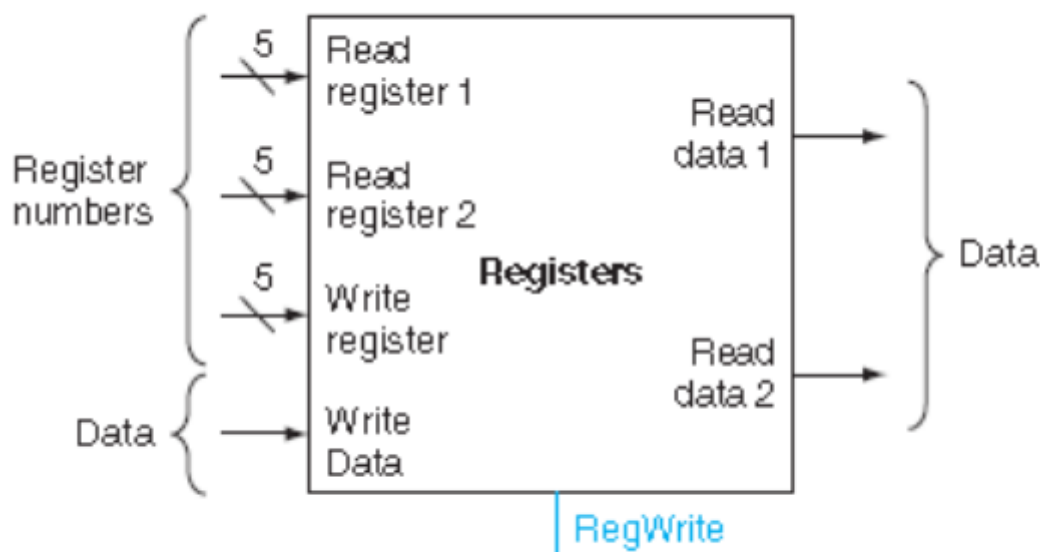 5
Read
register 1
5
Read
register 2
5
Write
register
Write
Data
Register
numbers
Data
Registers
Read
data 1
Read
data 2
Data
RegWrite